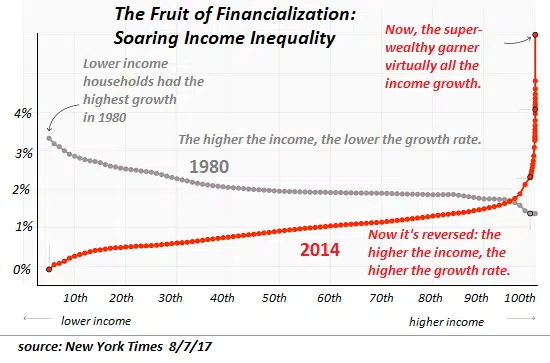 The Fruit of Financialization:
Soaring Income Inequality
Now, the super-
wealthy garner
virtually all the
income growth.
Lower income
households had the
highest growth
in 1980
The higher the income, the lower the growth rate.
1980
4%
3%
2%
1%
0%
2014
Now it's reversed: the
higher the income, the
higher the growth rate.
10th 20th 30th 40th 50th 60th 70th 80th 90th 100th
lower income
higher income
source: New York Times 8/7/17